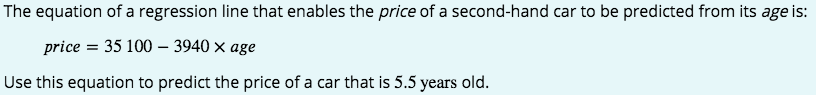 The equation of a regression line that enables the price of a second-hand car to be predicted from its age is:
price = 35 100 – 3940 × age
Use this equation to predict the price of a car that is 5.5 years old.